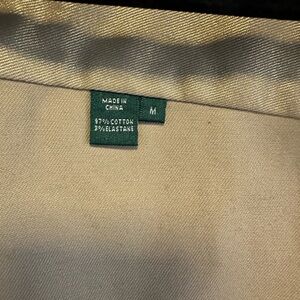 MADE IN
CHINA
97% COTTON
3% ELASTANE
M